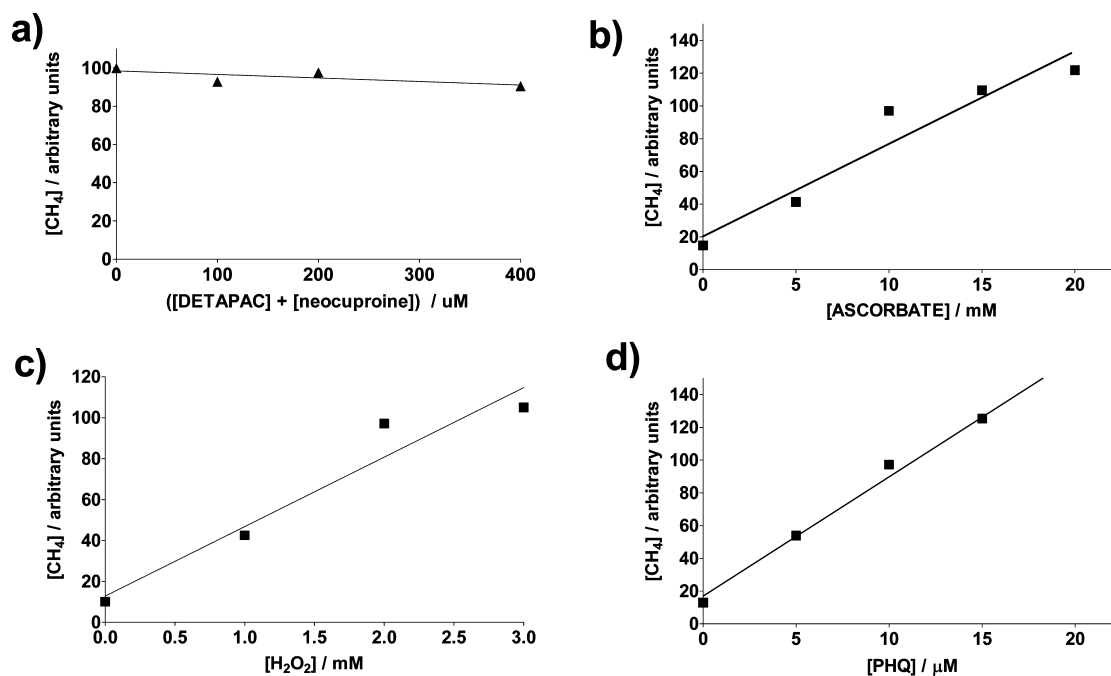 a)
[CH₄] / arbitrary units
100
80
60
40
20
0
0 100 200 300 400
([DETAPAC] + [neocuproine]) / uM
b)
[CH₄] / arbitrary units
140
120
100
80
60
40
20
0
0 5 10 15 20
[ASCORBATE] / mM
c)
[CH₄] / arbitrary units
120
100
80
60
40
20
0
0.0 0.5 1.0 1.5 2.0 2.5 3.0
[H₂O₂] / mM
d)
[CH₄] / arbitrary units
140
120
100
80
60
40
20
0
0 5 10 15 20
[PHQ] / μM